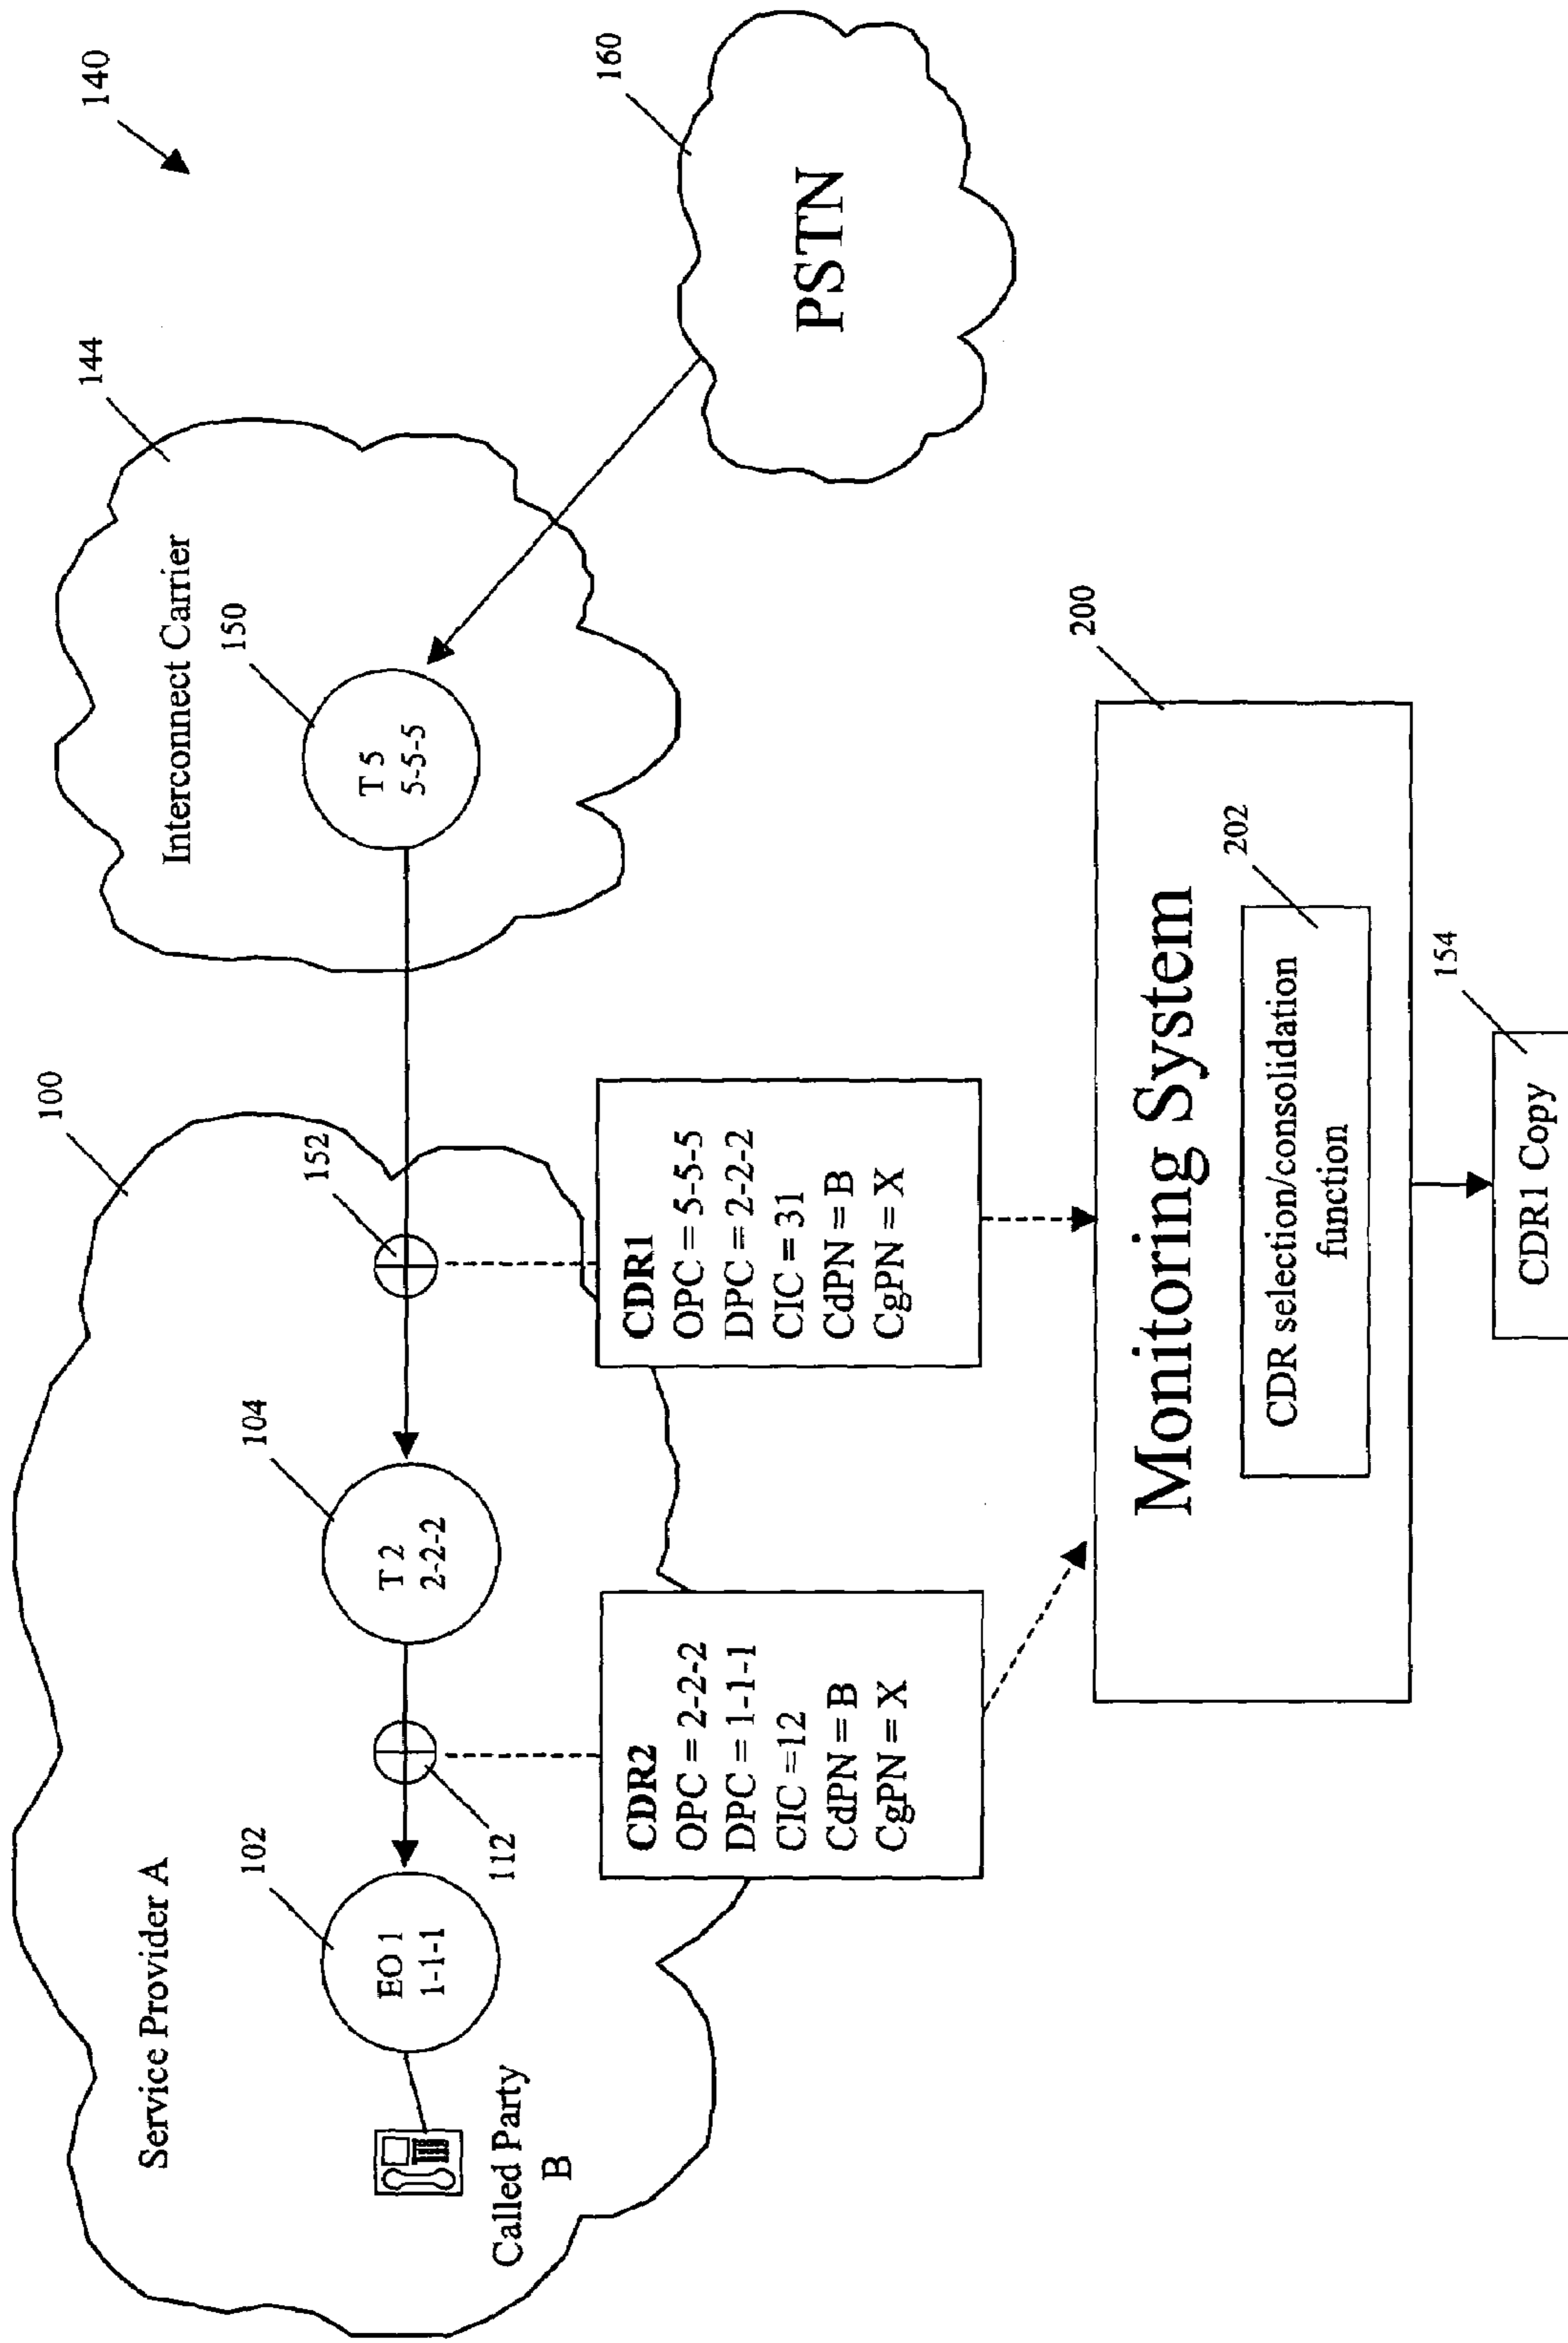 140
Service Provider A
100
Interconnect Carrier
144
102
EO 1
1-1-1
112
104
T 2
2-2-2
152
150
T 5
5-5-5
160
PSTN
Called Party
B
CDR2
OPC = 2-2-2
DPC = 1-1-1
CIC =12
CdPN = B
CgPN = X
CDR1
OPC = 5-5-5
DPC = 2-2-2
CIC = 31
CdPN = B
CgPN = X
200
Monitoring System
202
CDR selection/consolidation
function
154
CDR1 Copy